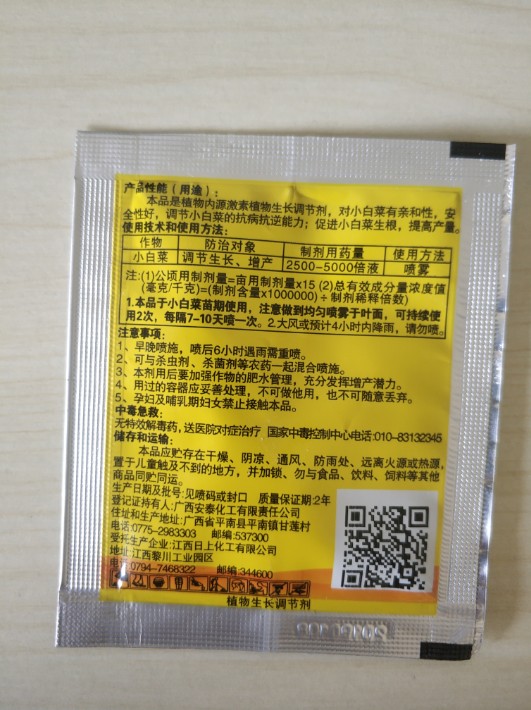 产品性能(用途):
本品是植物内源激素植物生长调节剂，对小白菜有亲和性，安
全性好，调节小白菜的抗病抗逆能力；促进小白菜生根，提高产量。
使用技术和使用方法:
作物 防治对象 制剂用药量 使用方法
小白菜 调节生长、增产 2500-5000倍液 喷雾
注:(1)公顷用制剂量=亩用制剂量x15 (2)总有效成分量浓度值
(毫克/千克)=(制剂含量x1000000)÷制剂稀释倍数)
1.本品于小白菜苗期使用，注意做到均匀喷雾于叶面，可持续使
用2次，每隔7-10天喷一次。2.大风或预计4小时内降雨，请勿喷。
注意事项:
1、早晚喷施，喷后6小时遇雨需重喷。
2、可与杀虫剂、杀菌剂等农药一起混合喷施。
3、本剂用后要加强作物的肥水管理，充分发挥增产潜力。
4、用过的容器应妥善处理，不可做他用，也不可随意丢弃。
5、孕妇及哺乳期妇女禁止接触本品。
中毒急救:
无特效解毒药，送医院对症治疗 国家中毒控制中心电话:010-83132345
储存和运输:
本品应贮存在干燥、阴凉、通风、防雨处、远离火源或热源，
置于儿童触及不到的地方，并加锁、勿与食品、饮料、饲料等其他
商品同贮同运。
生产日期及批号:见喷码或封口 质量保证期:2年
登记证持有人:广西安泰化工有限责任公司
住址和生产地址:广西省平南县平南镇甘莲村
电话:0775-2983303 邮编:537300
受托生产企业:江西日上化工有限公司
地址:江西黎川工业园区
电话:0794-7468322 邮编:344600
植物生长调节剂